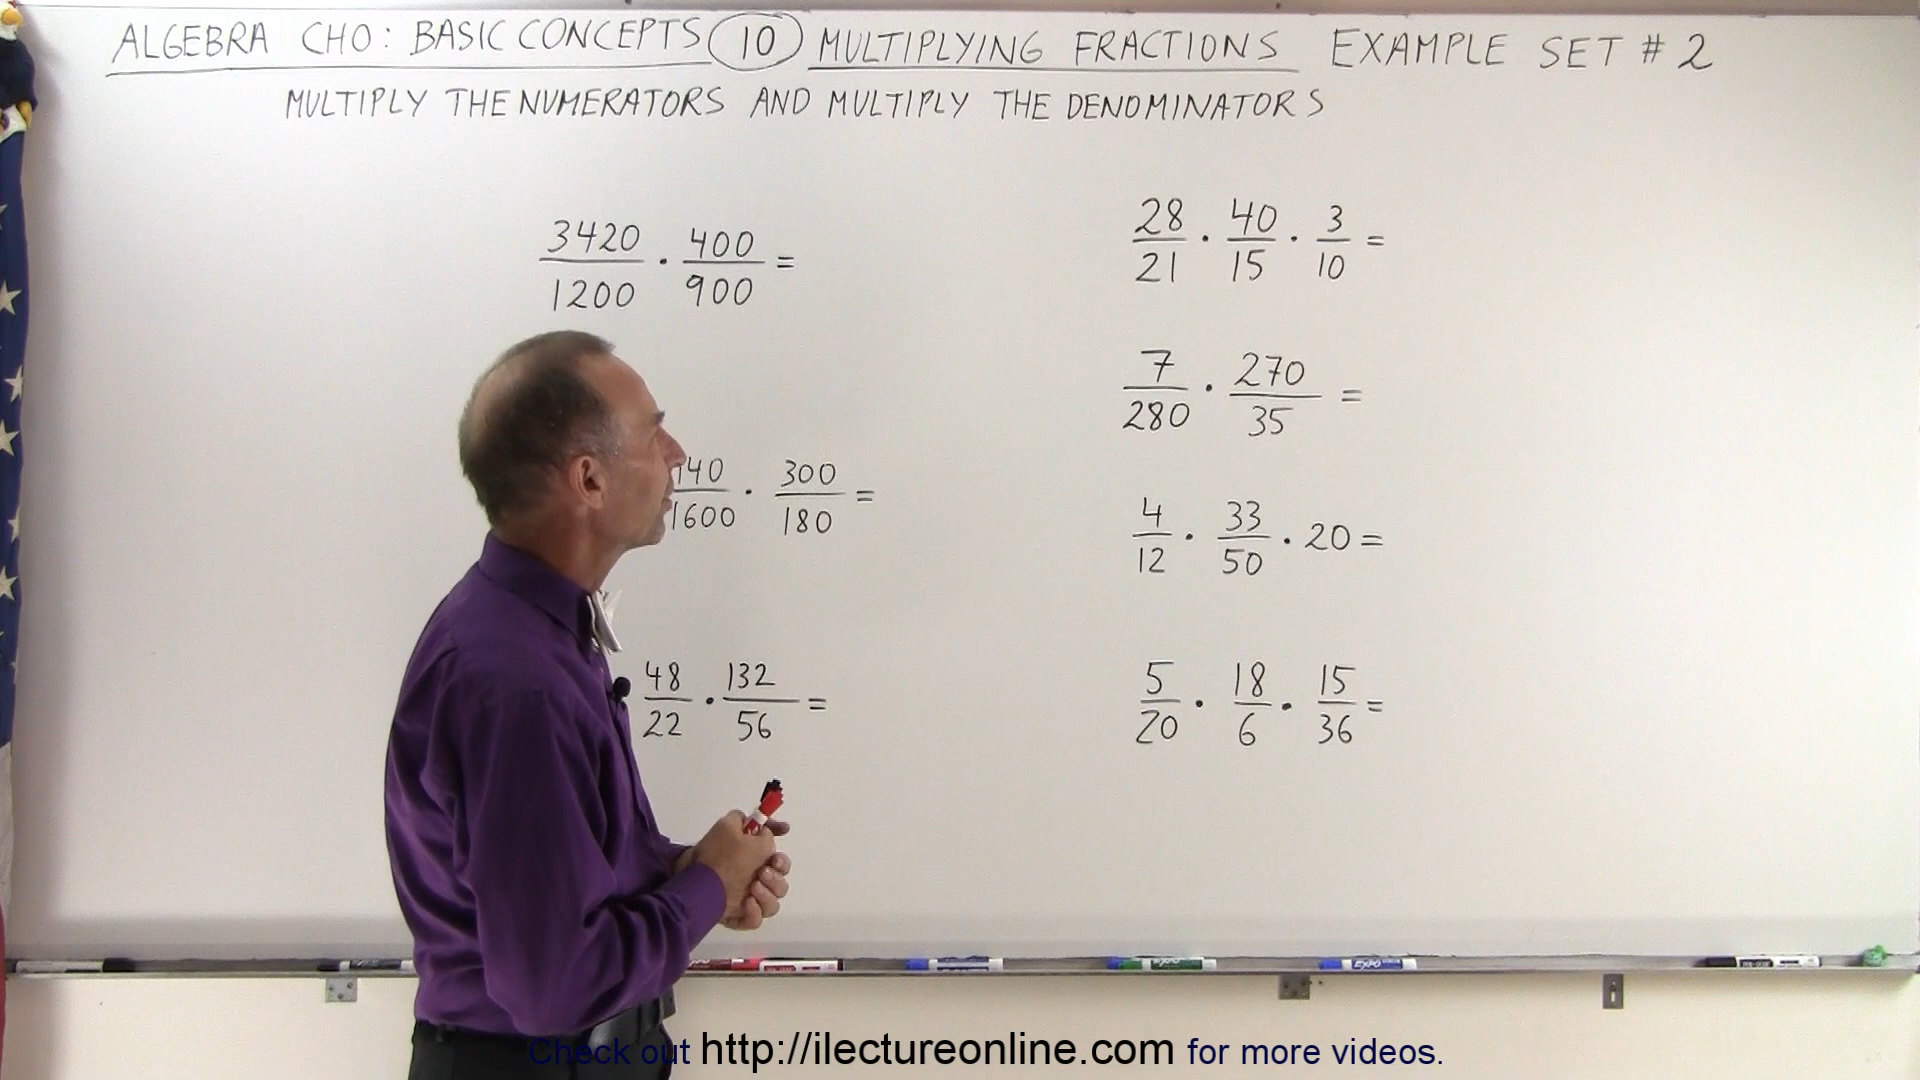 ALGEBRA CH0: BASIC CONCEPTS 10 MULTIPLYING FRACTIONS EXAMPLE SET # 2
MULTIPLY THE NUMERATORS AND MULTIPLY THE DENOMINATORS
3420/1200 · 400/900 =
140/1600 · 300/180 =
48/22 · 132/56 =
28/21 · 40/15 · 3/10 =
7/280 · 270/35 =
4/12 · 33/50 · 20 =
5/20 · 18/6 · 15/36 =
EXPO
Check out http://ilectureonline.com for more videos.